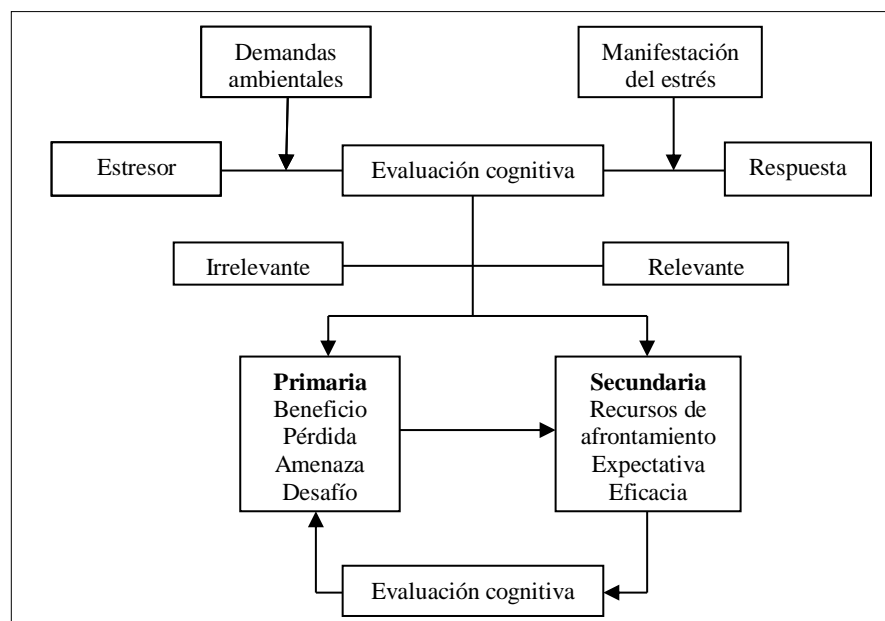 Demandas
ambientales
Manifestación
del estrés
Estresor
Evaluación cognitiva
Respuesta
Irrelevante
Relevante
Primaria
Beneficio
Pérdida
Amenaza
Desafío
Secundaria
Recursos de
afrontamiento
Expectativa
Eficacia
Evaluación cognitiva